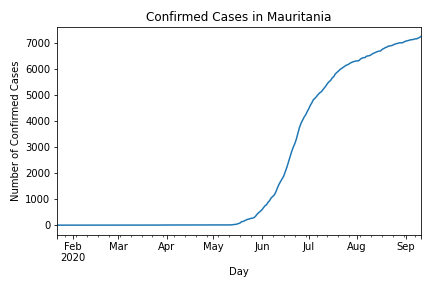 Confirmed Cases in Mauritania
Number of Confirmed Cases
7000
6000
5000
4000
3000
2000
1000
0
Feb Mar Apr May Jun Jul Aug Sep
2020
Day